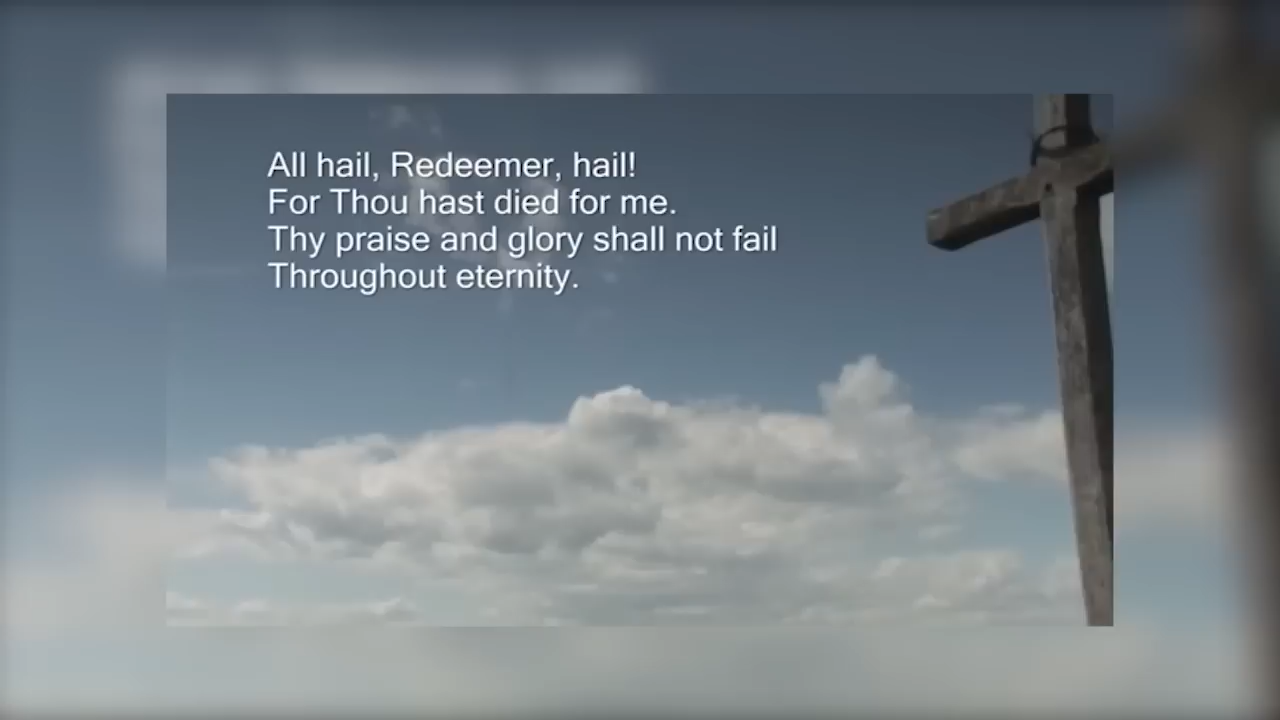 All hail, Redeemer, hail!
For Thou hast died for me.
Thy praise and glory shall not fail
Throughout eternity.